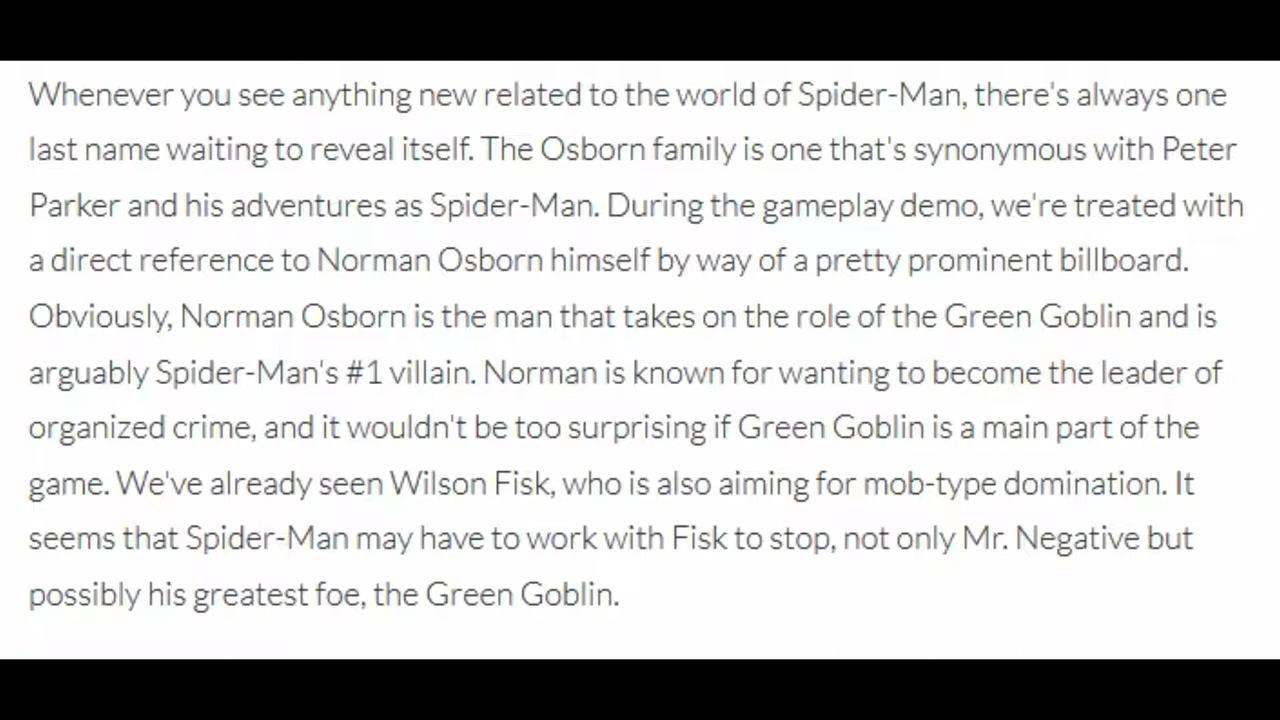 Whenever you see anything new related to the world of Spider-Man, there's always one
last name waiting to reveal itself. The Osborn family is one that's synonymous with Peter
Parker and his adventures as Spider-Man. During the gameplay demo, we're treated with
a direct reference to Norman Osborn himself by way of a pretty prominent billboard.
Obviously, Norman Osborn is the man that takes on the role of the Green Goblin and is
arguably Spider-Man's #1 villain. Norman is known for wanting to become the leader of
organized crime, and it wouldn't be too surprising if Green Goblin is a main part of the
game. We've already seen Wilson Fisk, who is also aiming for mob-type domination. It
seems that Spider-Man may have to work with Fisk to stop, not only Mr. Negative but
possibly his greatest foe, the Green Goblin.